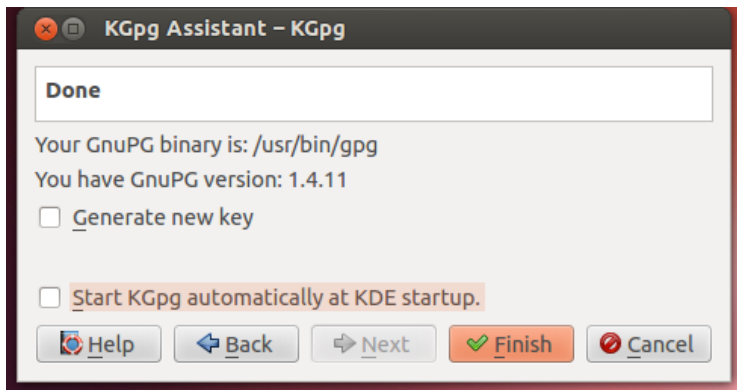 KGpg Assistant – KGpg
Done
Your GnuPG binary is: /usr/bin/gpg
You have GnuPG version: 1.4.11
Generate new key
Start KGpg automatically at KDE startup.
Help Back Next Finish Cancel